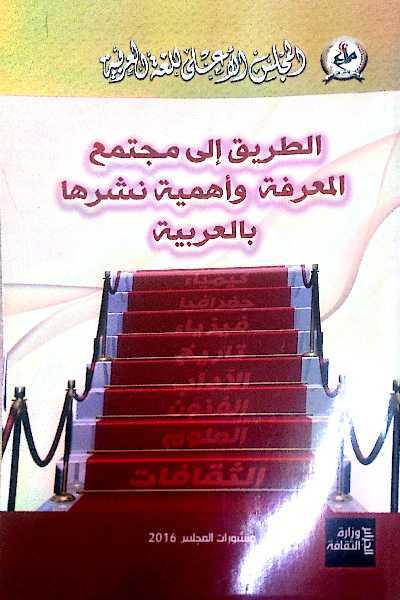 المجلس الأعلى للغة العربية
الطريق إلى مجتمع
المعرفة وأهمية نشرها
بالعربية
كيمياء
جغرافيا
فيزياء
تاريخ
الآداب
الفنون
العلوم
الثقافات
منشورات المجلس 2016
وزارة
الثقافة
الجزائر